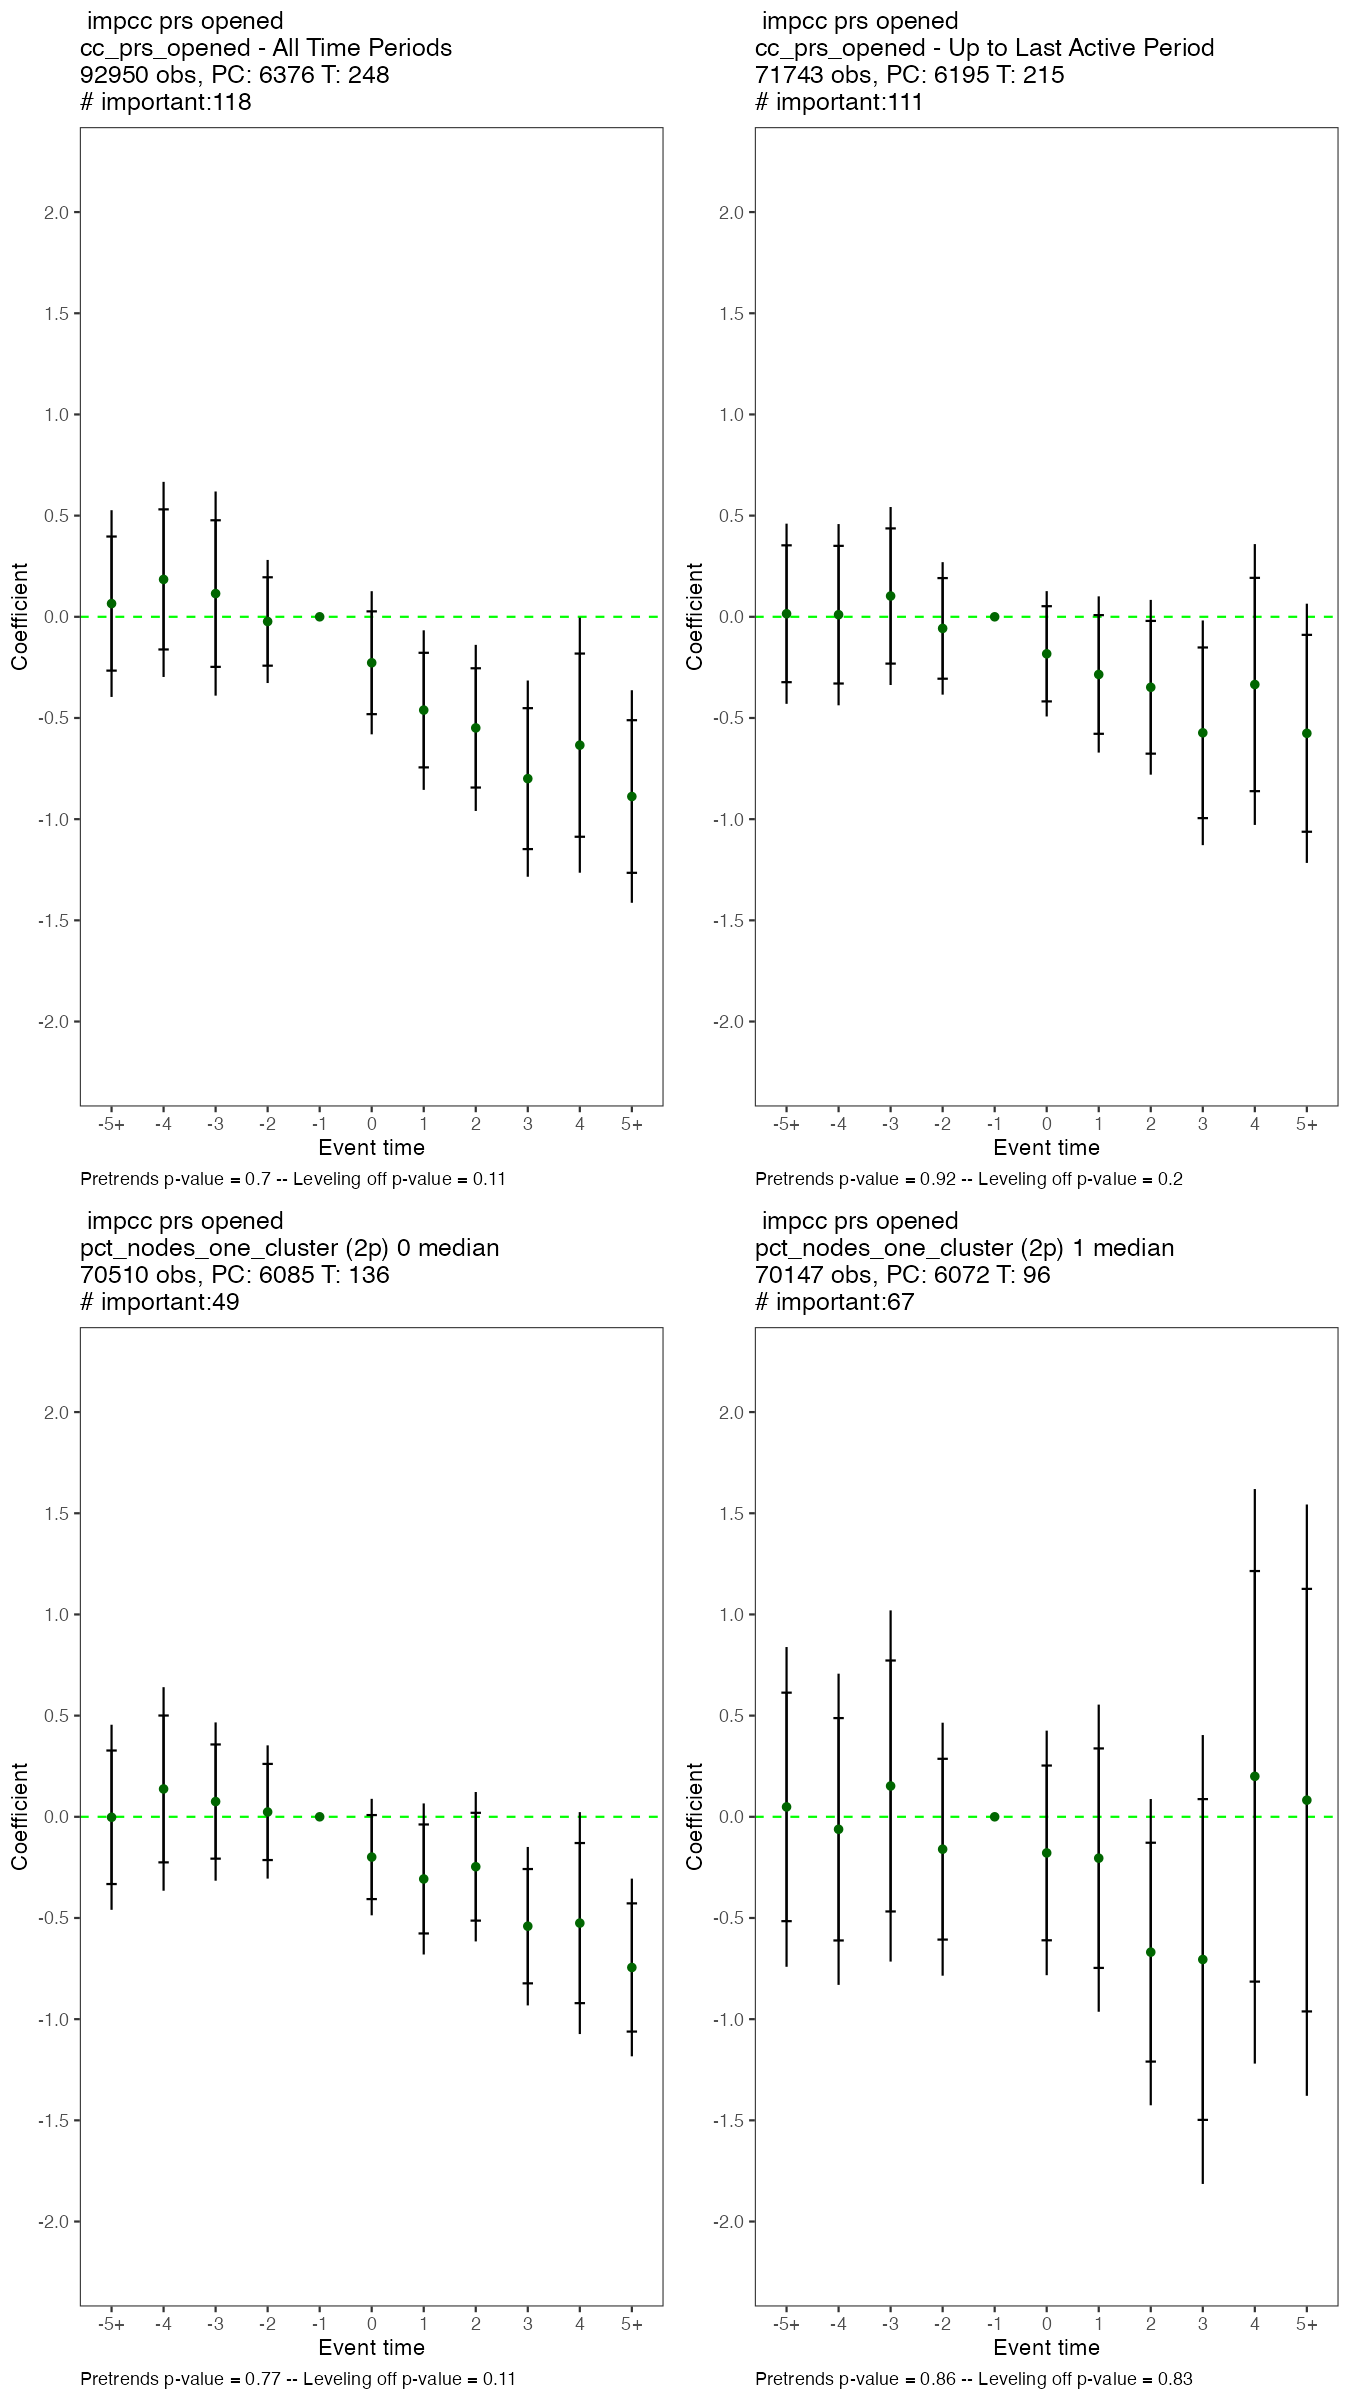 impcc prs opened
cc_prs_opened - All Time Periods
92950 obs, PC: 6376 T: 248
# important:118
2.0
1.5
1.0
0.5
0.0
-0.5
-1.0
-1.5
-2.0
Coefficient
-5+ -4 -3 -2 -1 0 1 2 3 4 5+
Event time
Pretrends p-value = 0.7 -- Leveling off p-value = 0.11
impcc prs opened
cc_prs_opened - Up to Last Active Period
71743 obs, PC: 6195 T: 215
# important:111
2.0
1.5
1.0
0.5
0.0
-0.5
-1.0
-1.5
-2.0
Coefficient
-5+ -4 -3 -2 -1 0 1 2 3 4 5+
Event time
Pretrends p-value = 0.92 -- Leveling off p-value = 0.2
impcc prs opened
pct_nodes_one_cluster (2p) 0 median
70510 obs, PC: 6085 T: 136
# important:49
2.0
1.5
1.0
0.5
0.0
-0.5
-1.0
-1.5
-2.0
Coefficient
-5+ -4 -3 -2 -1 0 1 2 3 4 5+
Event time
Pretrends p-value = 0.77 -- Leveling off p-value = 0.11
impcc prs opened
pct_nodes_one_cluster (2p) 1 median
70147 obs, PC: 6072 T: 96
# important:67
2.0
1.5
1.0
0.5
0.0
-0.5
-1.0
-1.5
-2.0
Coefficient
-5+ -4 -3 -2 -1 0 1 2 3 4 5+
Event time
Pretrends p-value = 0.86 -- Leveling off p-value = 0.83